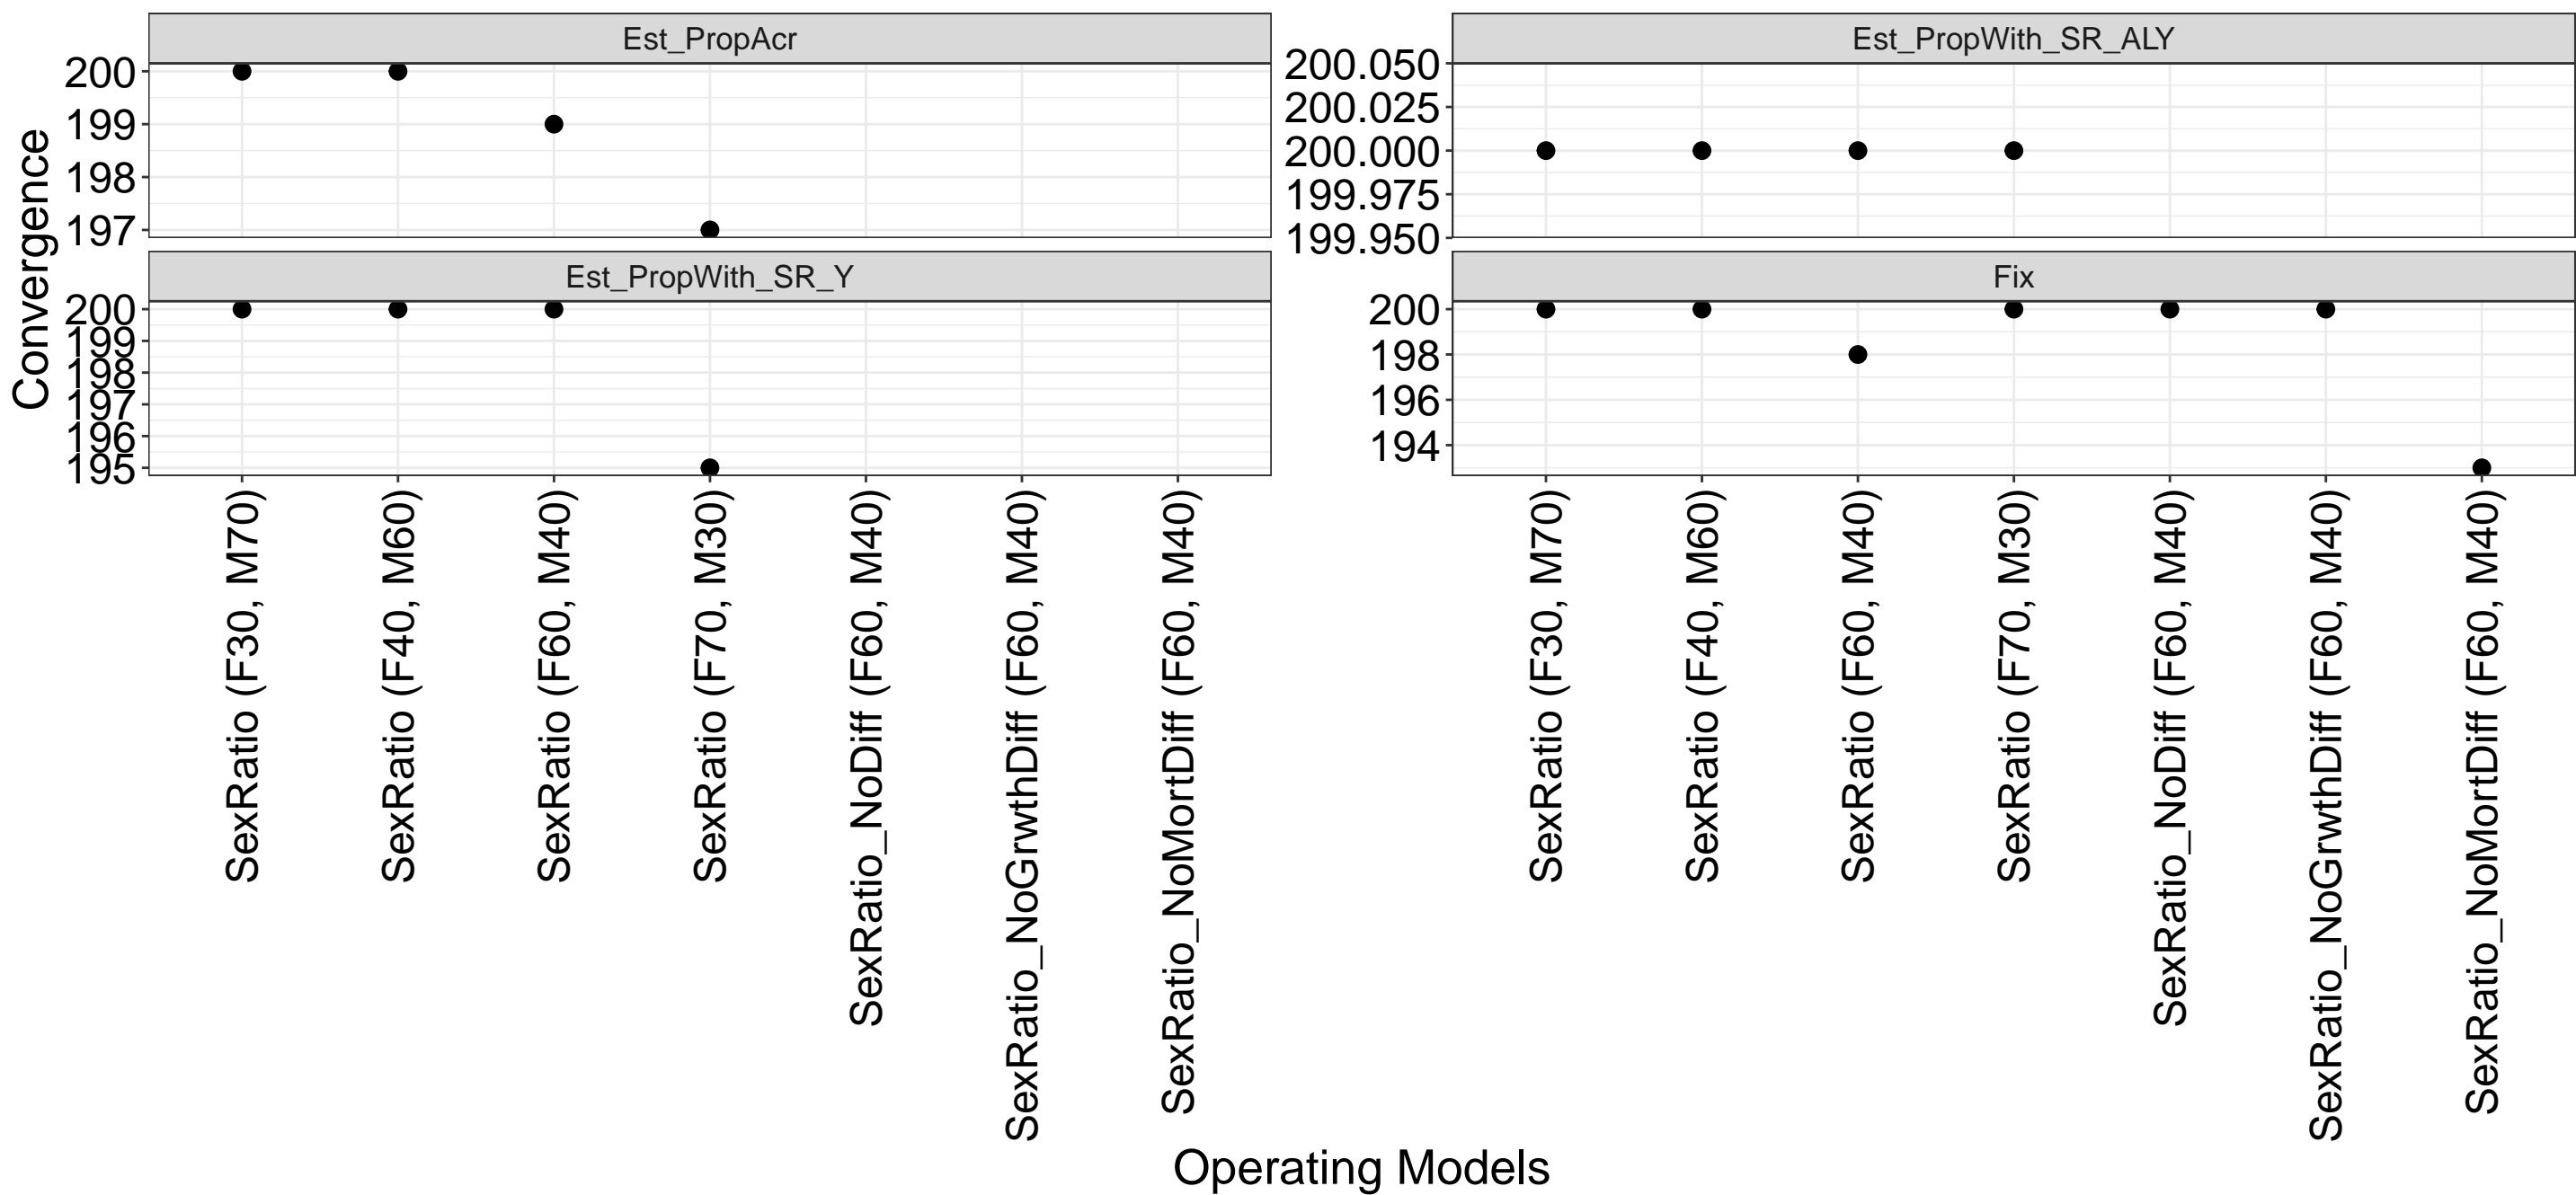 Est_PropAcr
200
199
198
197
Est_PropWith_SR_ALY
200.050
200.025
200.000
199.975
199.950
Est_PropWith_SR_Y
200
199
198
197
196
195
Fix
200
198
196
194
Convergence
SexRatio (F30, M70)
SexRatio (F40, M60)
SexRatio (F60, M40)
SexRatio (F70, M30)
SexRatio_NoDiff (F60, M40)
SexRatio_NoGrwthDiff (F60, M40)
SexRatio_NoMortDiff (F60, M40)
SexRatio (F30, M70)
SexRatio (F40, M60)
SexRatio (F60, M40)
SexRatio (F70, M30)
SexRatio_NoDiff (F60, M40)
SexRatio_NoGrwthDiff (F60, M40)
SexRatio_NoMortDiff (F60, M40)
Operating Models